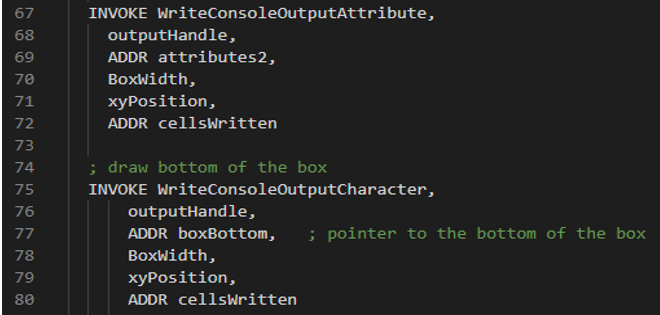 67 INVOKE WriteConsoleOutputAttribute,
68 outputHandle,
69 ADDR attributes2,
70 BoxWidth,
71 xyPosition,
72 ADDR cellsWritten
73
74 ; draw bottom of the box
75 INVOKE WriteConsoleOutputCharacter,
76 outputHandle,
77 ADDR boxBottom, ; pointer to the bottom of the box
78 BoxWidth,
79 xyPosition,
80 ADDR cellsWritten